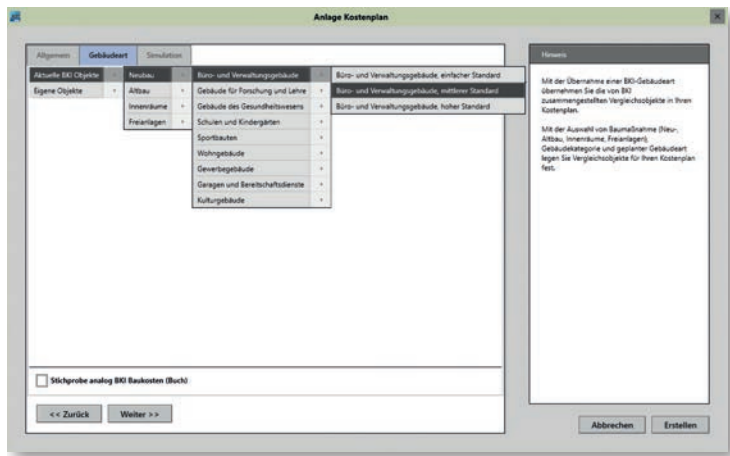 Anlage Kostenplan
Allgemein Gebäudeart Simulation
Aktuelle BKI Objekte
Eigene Objekte
Neubau
Altbau
Innenräume
Freianlagen
Büro- und Verwaltungsgebäude
Gebäude für Forschung und Lehre
Gebäude des Gesundheitswesens
Schulen und Kindergärten
Sportbauten
Wohngebäude
Gewerbegebäude
Garagen und Bereitschaftsdienste
Kulturgebäude
Büro- und Verwaltungsgebäude, einfacher Standard
Büro- und Verwaltungsgebäude, mittlerer Standard
Büro- und Verwaltungsgebäude, hoher Standard
Stichprobe analog BKI Baukosten (Buch)
<< Zurück Weiter >>
Hinweis
Mit der Übernahme einer BKI-Gebäudeart
übernehmen Sie die von BKI
zusammengestellten Vergleichsobjekte in Ihren
Kostenplan.
Mit der Auswahl von Baumaßnahme (Neu-,
Altbau, Innenräume, Freianlagen),
Gebäudekategorie und geplanter Gebäudeart
legen Sie Vergleichsobjekte für Ihren Kostenplan
fest.
Abbrechen Erstellen